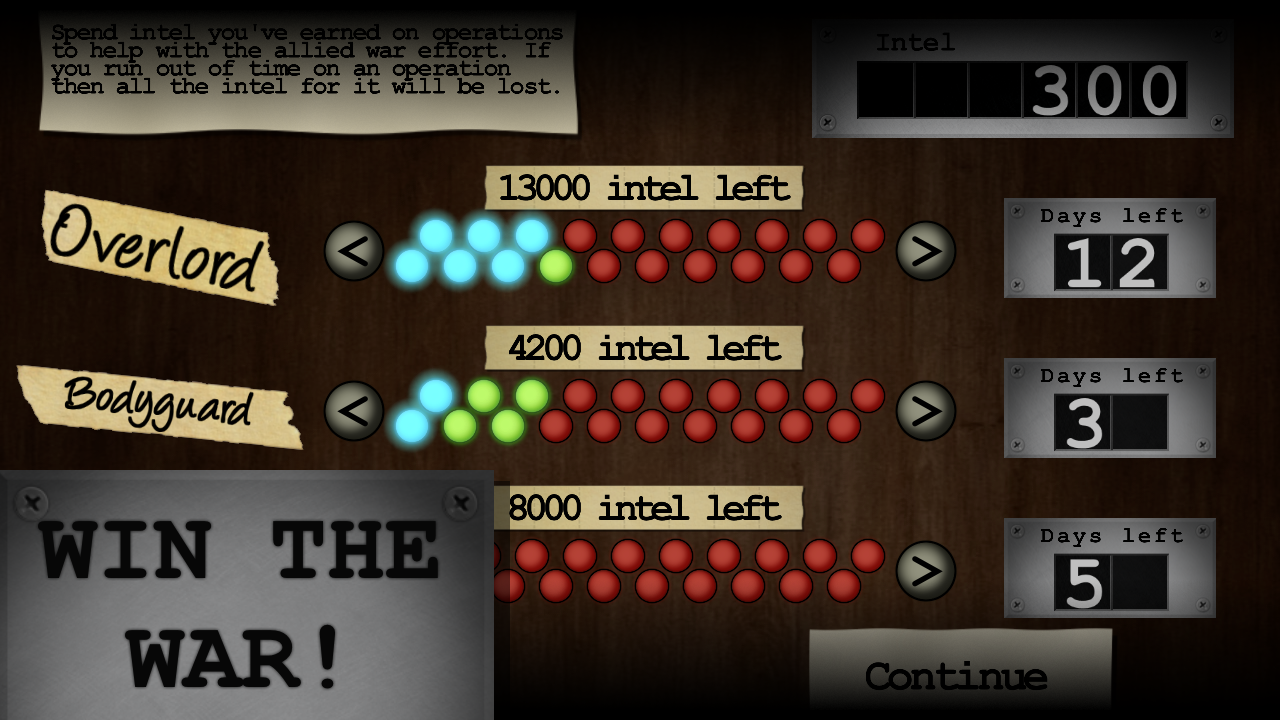 Spend intel you've earned on operations
to help with the allied war effort. If
you run out of time on an operation
then all the intel for it will be lost.
Intel
300
13000 intel left
Overlord
<
>
Days left
12
4200 intel left
Bodyguard
<
>
Days left
3
8000 intel left
>
Days left
5
WIN THE
WAR!
Continue